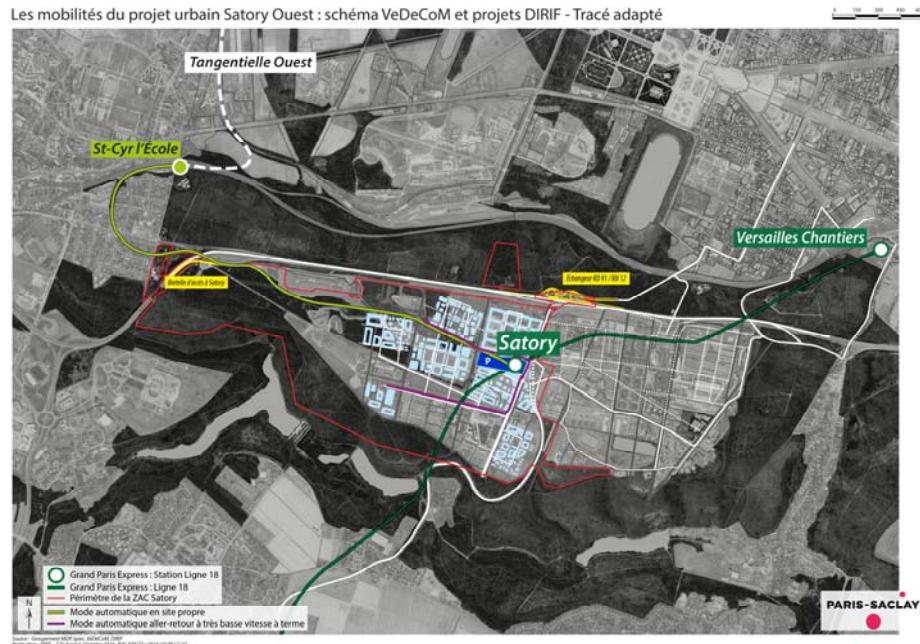 Les mobilités du projet urbain Satory Ouest : schéma VeDeCoM et projets DIRIF - Tracé adapté
Tangentielle Ouest
St-Cyr l'École
Versailles Chantiers
Bretelle d'accès à Satory
Echangeur RD 91 / RN 12
Satory
P
Grand Paris Express : Station Ligne 18
Grand Paris Express : Ligne 18
Périmètre de la ZAC Satory
Mode automatique en site propre
Mode automatique aller-retour à très basse vitesse à terme
N
PARIS-SACLAY